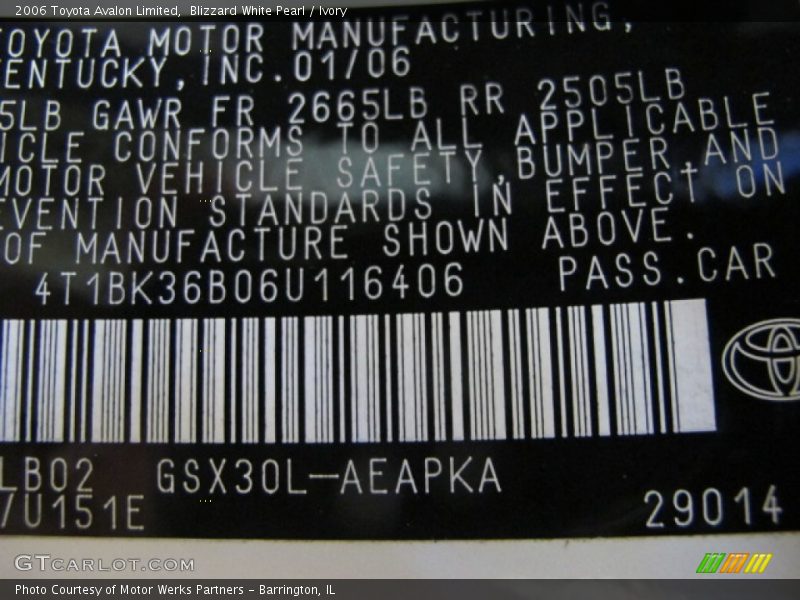 2006 Toyota Avalon Limited, Blizzard White Pearl / Ivory
TOYOTA MOTOR MANUFACTURING,
KENTUCKY, INC. 01/06
5LB GAWR FR 2665LB RR 2505LB
ICLE CONFORMS TO ALL APPLICABLE
MOTOR VEHICLE SAFETY, BUMPER, AND
EVENTION STANDARDS IN EFFECT ON
OF MANUFACTURE SHOWN ABOVE.
4T1BK36B06U116406 PASS. CAR
LB02 GSX30L-AEAPKA
7U151E 29014
GTCARLOT.COM
Photo Courtesy of Motor Werks Partners - Barrington, IL